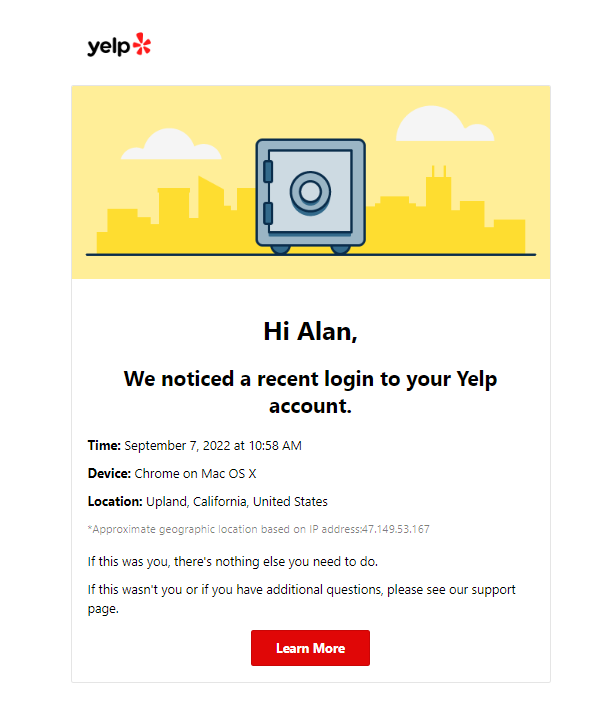 yelp
Hi Alan,
We noticed a recent login to your Yelp
account.
Time: September 7, 2022 at 10:58 AM
Device: Chrome on Mac OS X
Location: Upland, California, United States
*Approximate geographic location based on IP address:47.149.53.167
If this was you, there's nothing else you need to do.
If this wasn't you or if you have additional questions, please see our support
page.
Learn More